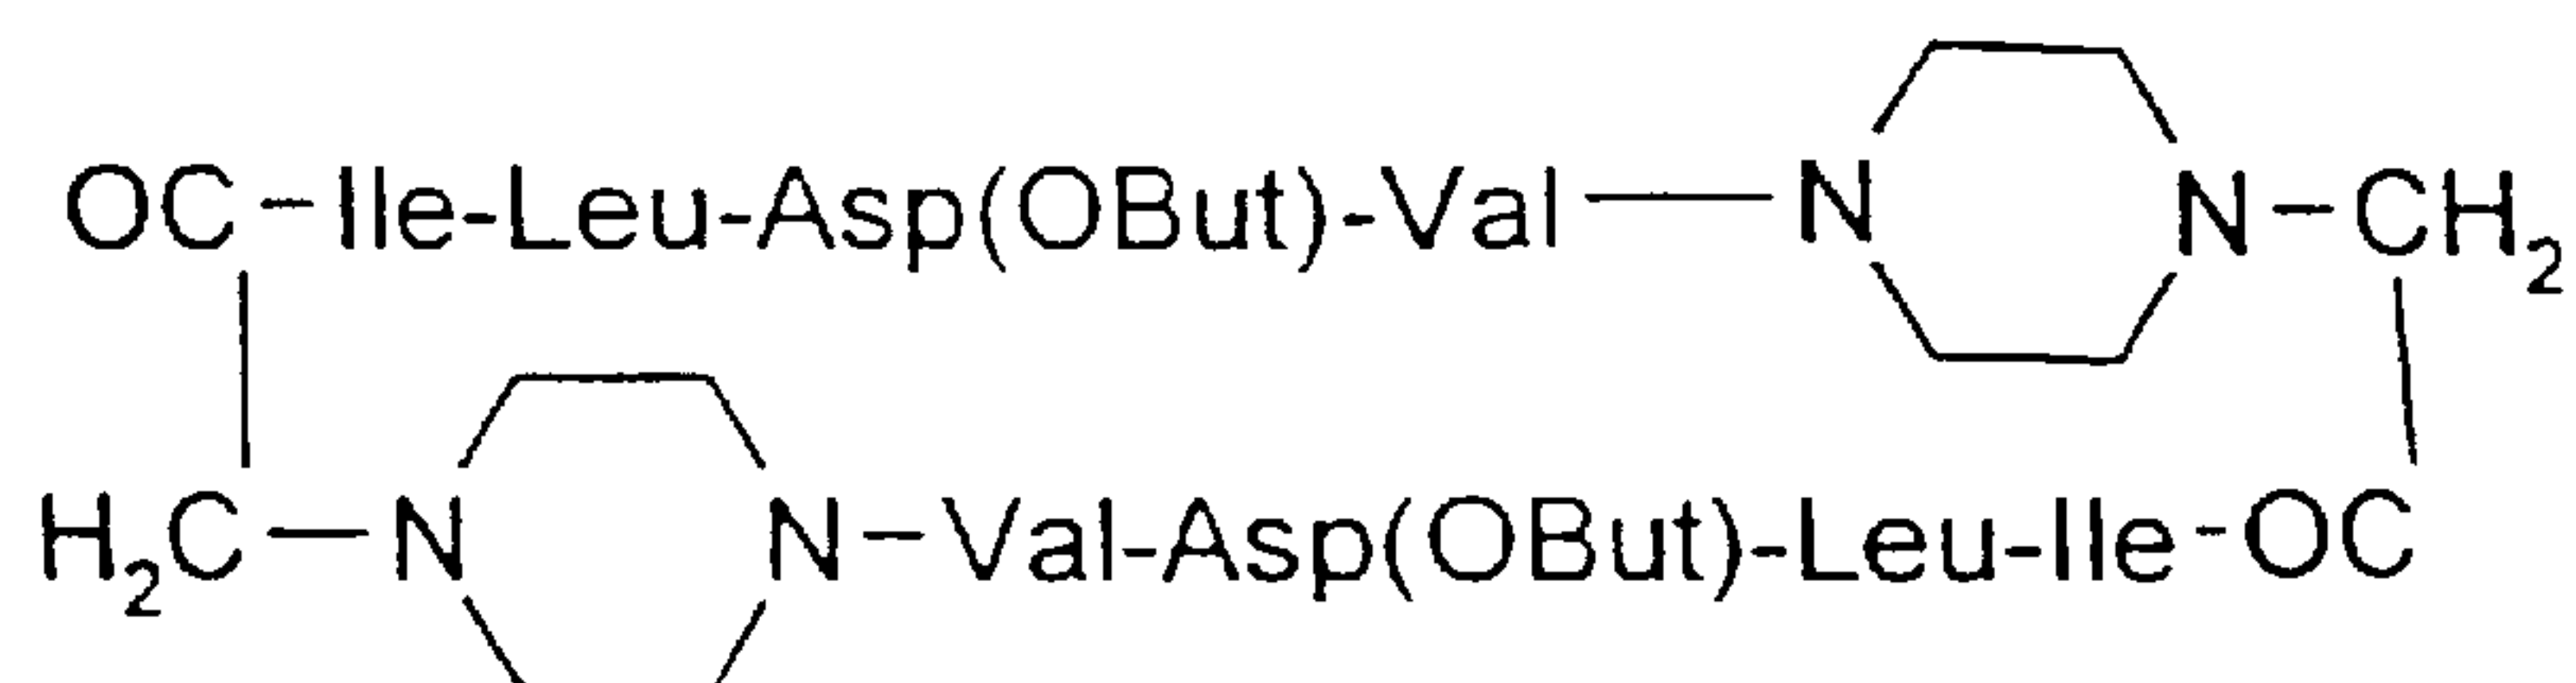 OC-Ile-Leu-Asp(OBut)-Val—N N-CH₂
H₂C—N N-Val-Asp(OBut)-Leu-Ile-OC